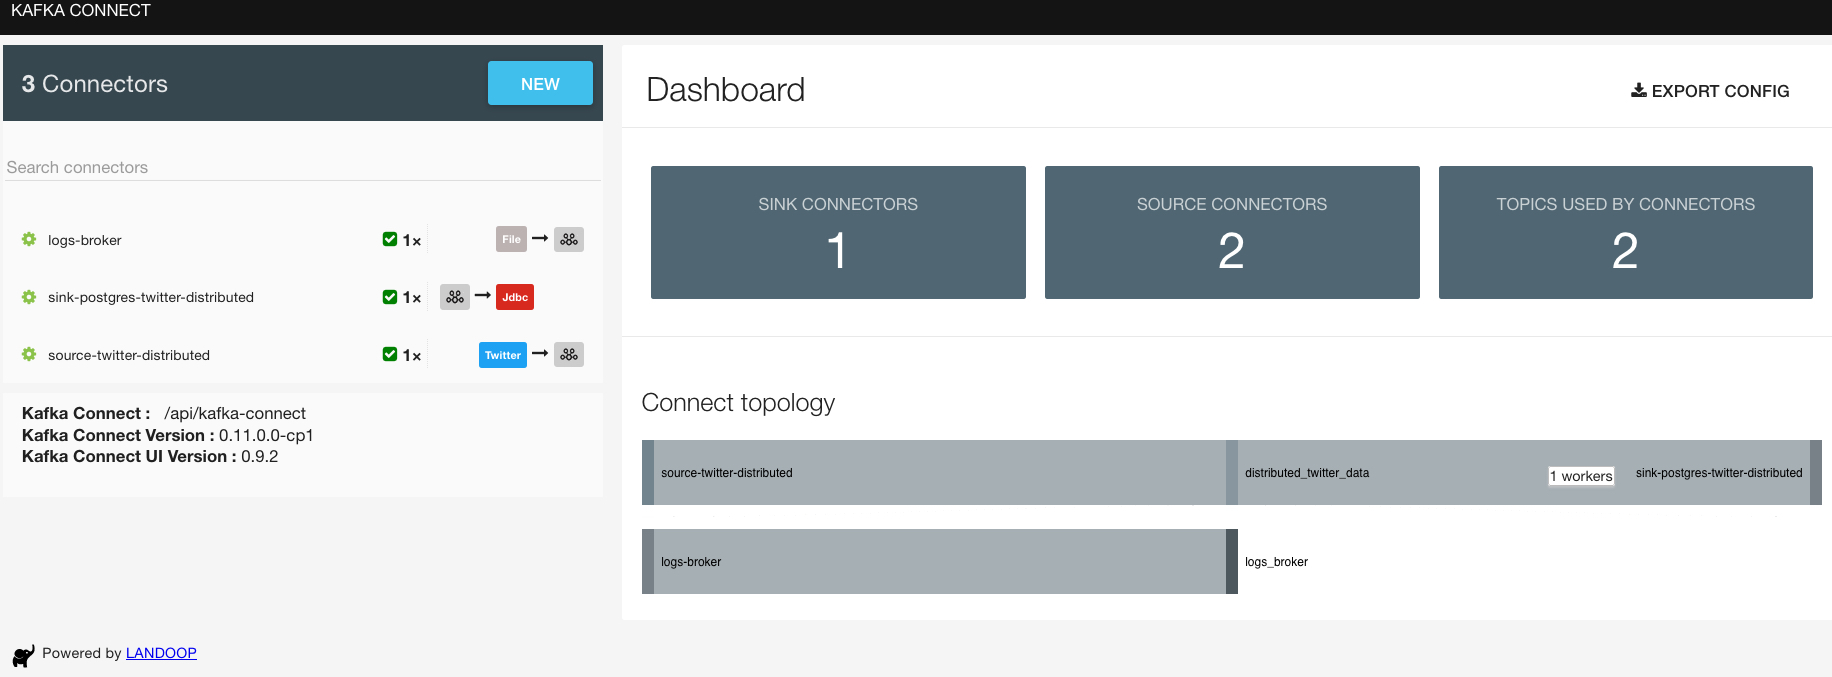 KAFKA CONNECT
3 Connectors
NEW
Search connectors
logs-broker 1x File
sink-postgres-twitter-distributed 1x Jdbc
source-twitter-distributed 1x Twitter
Kafka Connect : /api/kafka-connect
Kafka Connect Version : 0.11.0.0-cp1
Kafka Connect UI Version : 0.9.2
Powered by LANDOOP
Dashboard
EXPORT CONFIG
SINK CONNECTORS
1
SOURCE CONNECTORS
2
TOPICS USED BY CONNECTORS
2
Connect topology
source-twitter-distributed distributed_twitter_data 1 workers sink-postgres-twitter-distributed
logs-broker logs_broker